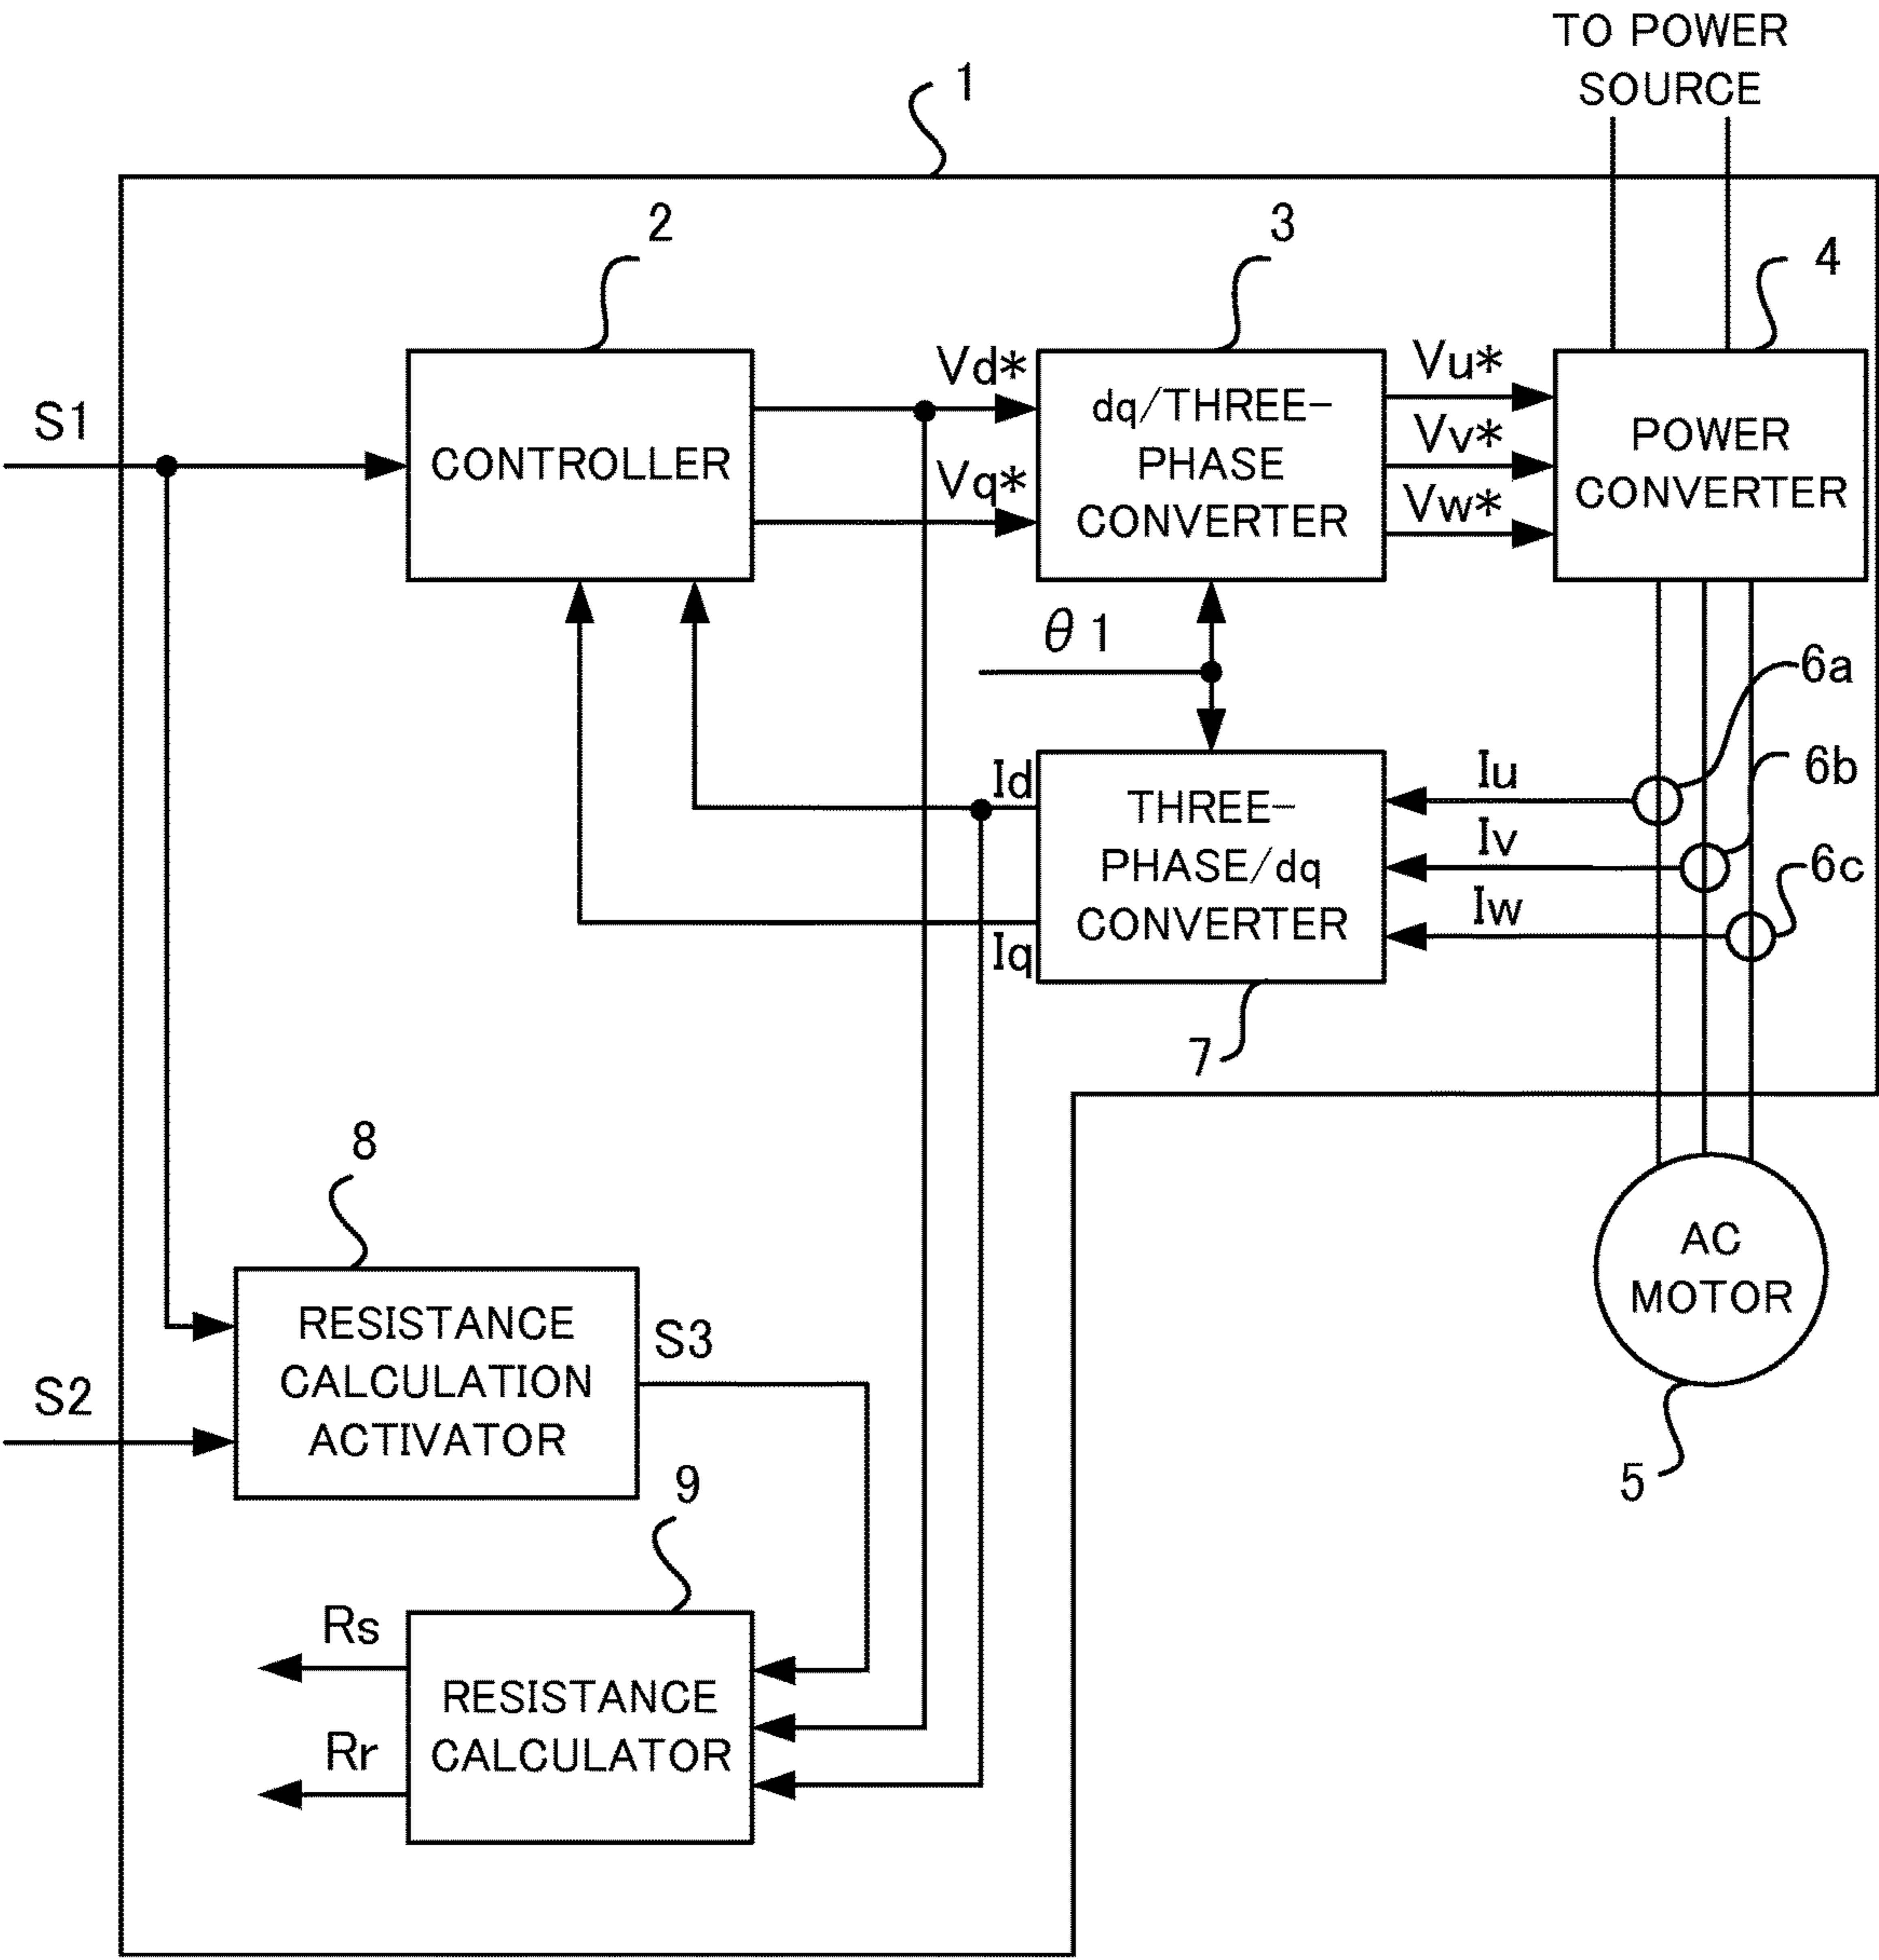 TO POWER
SOURCE
1
2
3
4
S1
CONTROLLER
Vd*
Vq*
dq/THREE-
PHASE
CONVERTER
Vu*
Vv*
Vw*
POWER
CONVERTER
θ1
6a
6b
6c
Id
Iq
THREE-
PHASE/dq
CONVERTER
Iu
Iv
Iw
7
8
RESISTANCE
CALCULATION
ACTIVATOR
S3
S2
AC
MOTOR
5
9
Rs
Rr
RESISTANCE
CALCULATOR